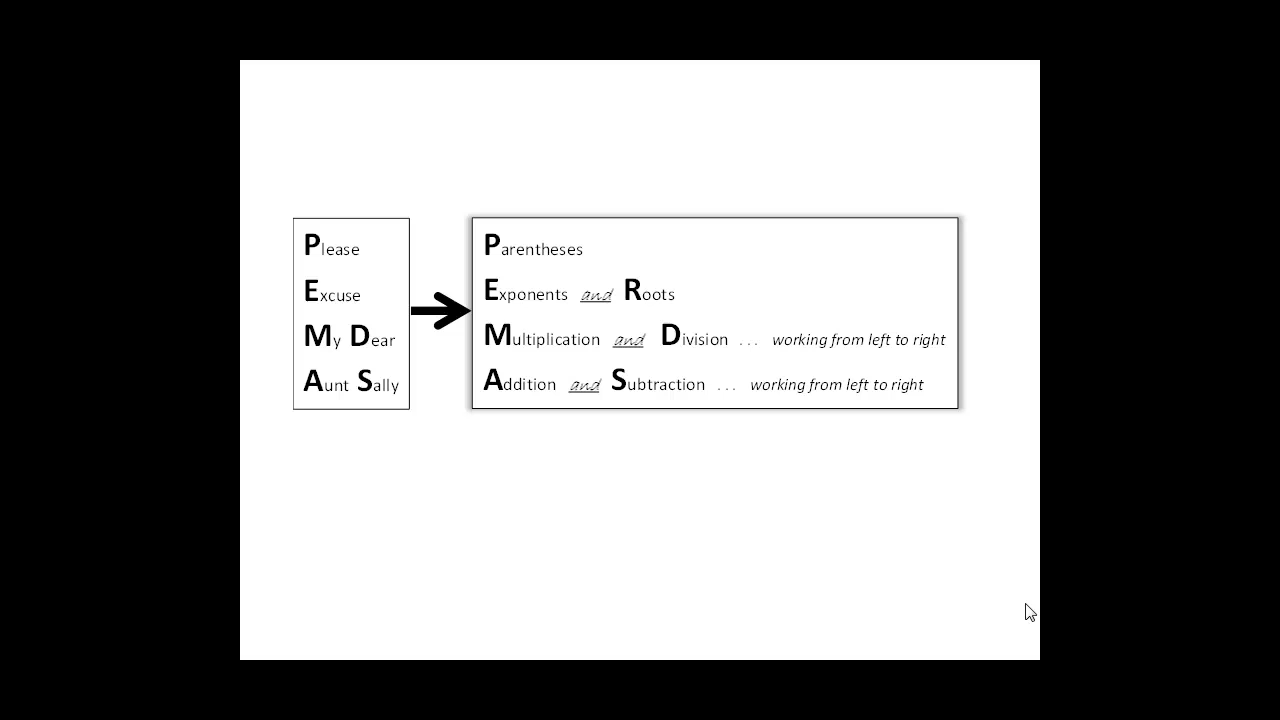 Please
Excuse
My Dear
Aunt Sally
Parentheses
Exponents and Roots
Multiplication and Division ... working from left to right
Addition and Subtraction ... working from left to right